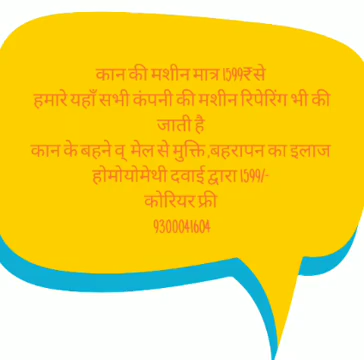 कान की मशीन मात्र 1599₹से
हमारे यहाँ सभी कंपनी की मशीन रिपेरिंग भी की
जाती है
कान के बहने व् मेल से मुक्ति ,बहरापन का इलाज
होमोयोमेथी दवाई द्वारा 1599/-
कोरियर फ्री
9300041604